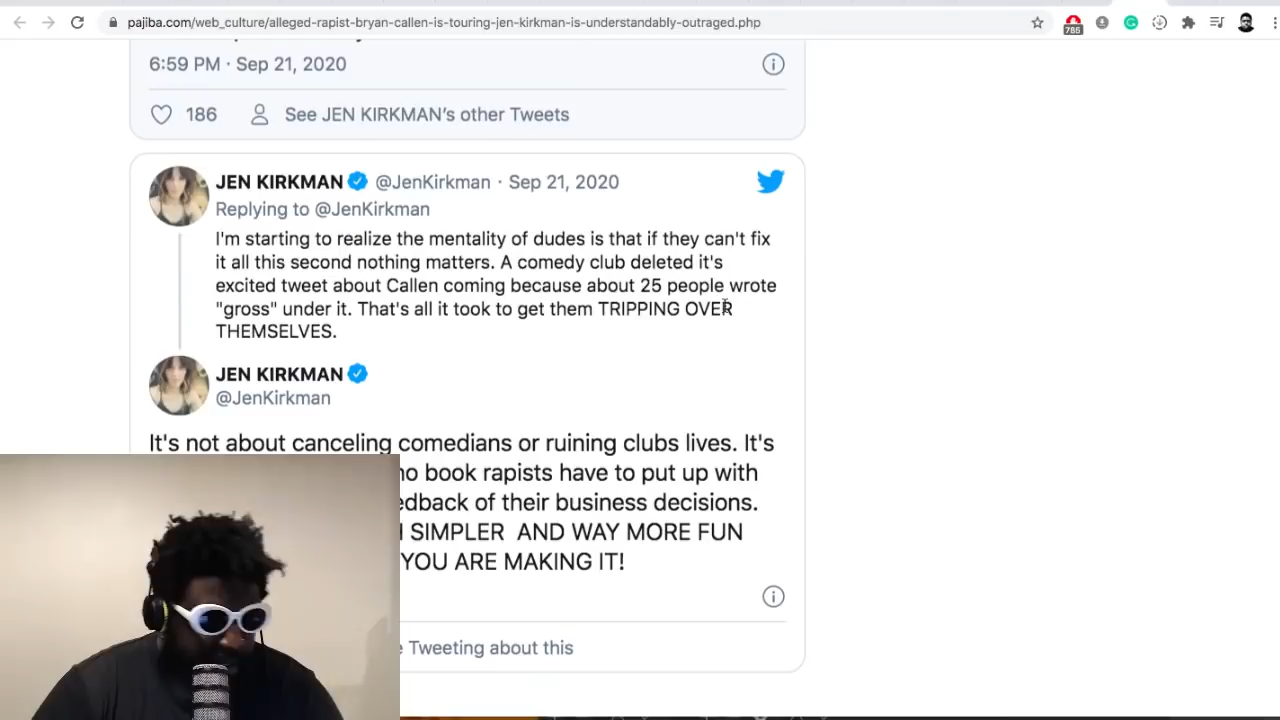 pajiba.com/web_culture/alleged-rapist-bryan-callen-is-touring-jen-kirkman-is-understandably-outraged.php
785
6:59 PM · Sep 21, 2020
186 See JEN KIRKMAN's other Tweets
JEN KIRKMAN @JenKirkman · Sep 21, 2020
Replying to @JenKirkman
I'm starting to realize the mentality of dudes is that if they can't fix
it all this second nothing matters. A comedy club deleted it's
excited tweet about Callen coming because about 25 people wrote
"gross" under it. That's all it took to get them TRIPPING OVER
THEMSELVES.
JEN KIRKMAN
@JenKirkman
It's not about canceling comedians or ruining clubs lives. It's
book rapists have to put up with
of their business decisions.
SIMPLER AND WAY MORE FUN
YOU ARE MAKING IT!
Tweeting about this